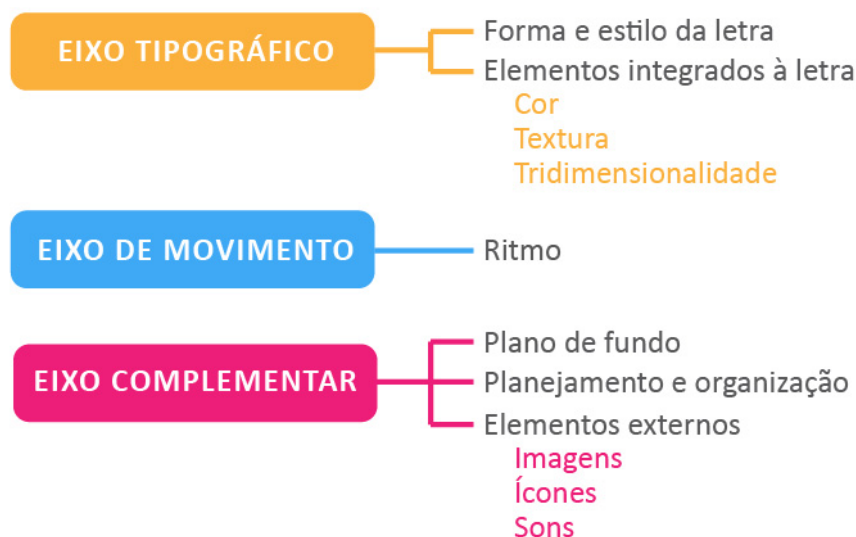 EIXO TIPOGRÁFICO
Forma e estilo da letra
Elementos integrados à letra
Cor
Textura
Tridimensionalidade
EIXO DE MOVIMENTO
Ritmo
EIXO COMPLEMENTAR
Plano de fundo
Planejamento e organização
Elementos externos
Imagens
Ícones
Sons